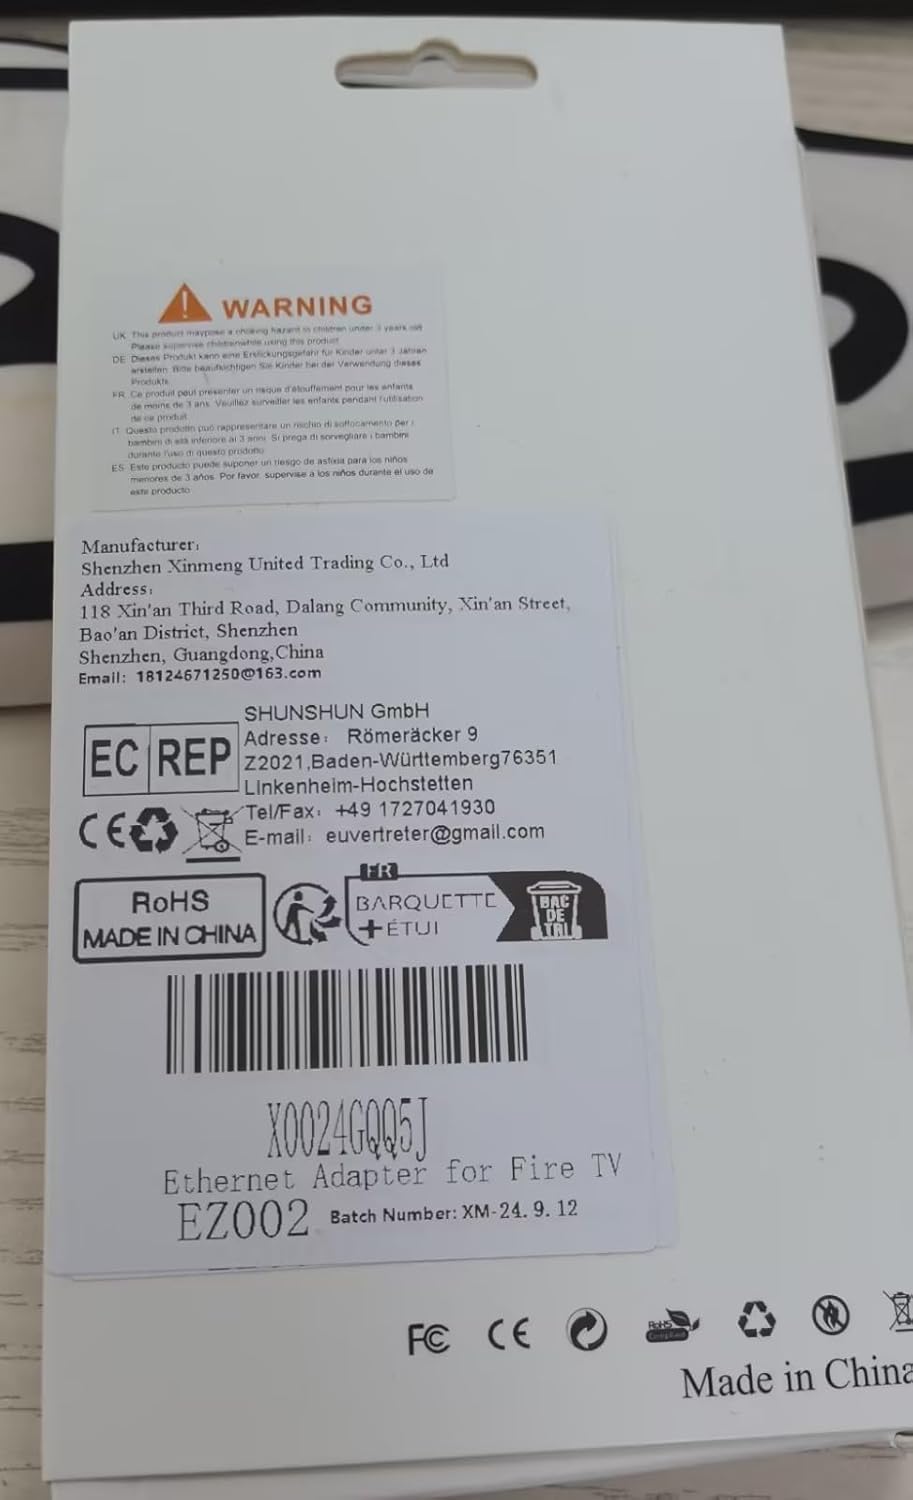 WARNING
UK This product maypose a choking hazard to children under 3 years old
Please supervise childrenwhile using this product
DE Dieses Produkt kann eine Erstickungsgefahr für Kinder unter 3 Jahren
erstellen. Bitte beaufsichtigen Sie Kinder bei der Verwendung dieses
Produkts.
FR Ce produit peut présenter un risque d'étouffement pour les enfants
de moins de 3 ans. Veuillez surveiller les enfants pendant l'utilisation
de ce produit
IT Questo prodotto può rappresentare un rischio di soffocamento per i
bambini di età inferiore ai 3 anni. Si prega di sorvegliare i bambini
durante l'uso di questo prodotto
ES Este producto puede suponer un riesgo de asfixia para los niños
menores de 3 años. Por favor, supervise a los niños durante el uso de
este producto
Manufacturer:
Shenzhen Xinmeng United Trading Co., Ltd
Address:
118 Xin'an Third Road, Dalang Community, Xin'an Street,
Bao'an District, Shenzhen
Shenzhen, Guangdong,China
Email: 18124671250@163.com
EC REP
SHUNSHUN GmbH
Adresse: Römeräcker 9
Z2021,Baden-Württemberg76351
Linkenheim-Hochstetten
Tel/Fax: +49 1727041930
E-mail: euvertreter@gmail.com
CE
RoHS
MADE IN CHINA
FR
BARQUETTE
+ÉTUI
BAC
DE
TRI
X0024GQQ5J
Ethernet Adapter for Fire TV
EZ002 Batch Number: XM-24.9.12
FC CE RoHS
Compliant
Made in China